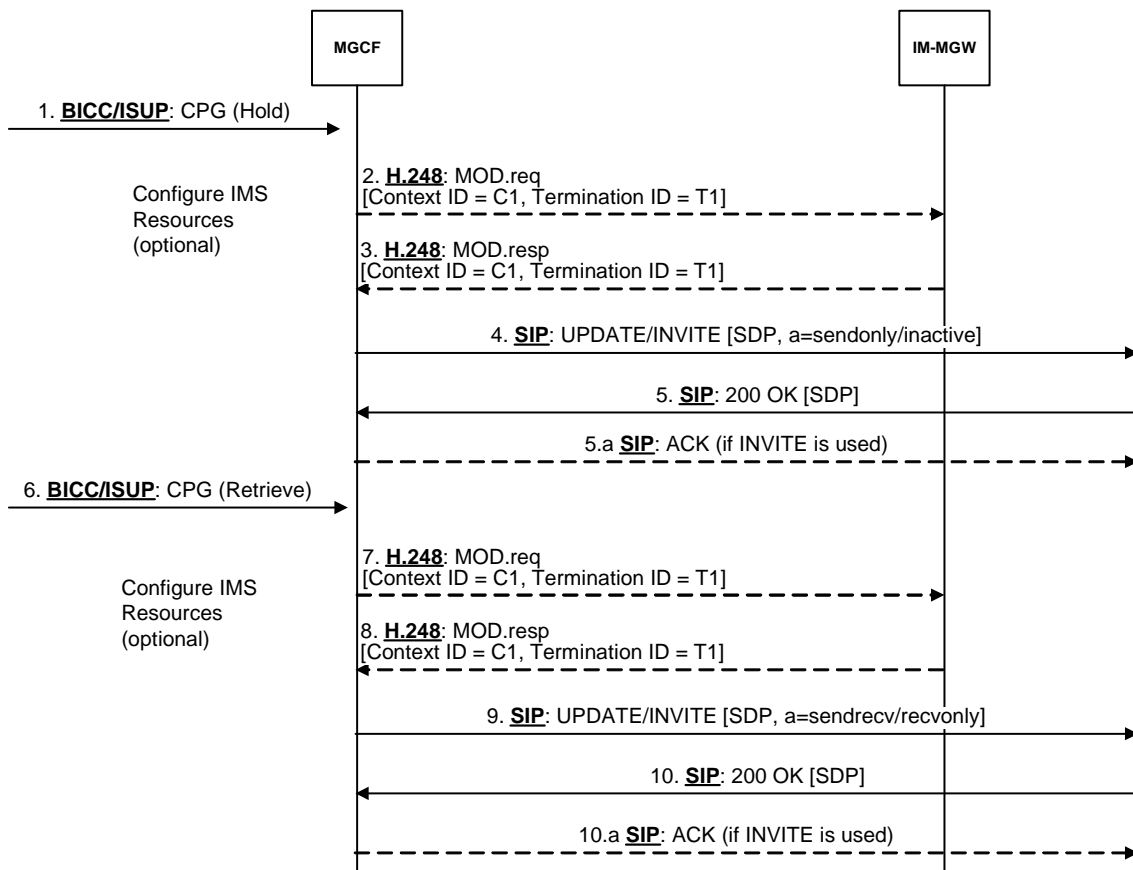 MGCF
IM-MGW
1. BICC/ISUP: CPG (Hold)
Configure IMS
Resources
(optional)
2. H.248: MOD.req
[Context ID = C1, Termination ID = T1]
3. H.248: MOD.resp
[Context ID = C1, Termination ID = T1]
4. SIP: UPDATE/INVITE [SDP, a=sendonly/inactive]
5. SIP: 200 OK [SDP]
5.a SIP: ACK (if INVITE is used)
6. BICC/ISUP: CPG (Retrieve)
Configure IMS
Resources
(optional)
7. H.248: MOD.req
[Context ID = C1, Termination ID = T1]
8. H.248: MOD.resp
[Context ID = C1, Termination ID = T1]
9. SIP: UPDATE/INVITE [SDP, a=sendrecv/recvonly]
10. SIP: 200 OK [SDP]
10.a SIP: ACK (if INVITE is used)